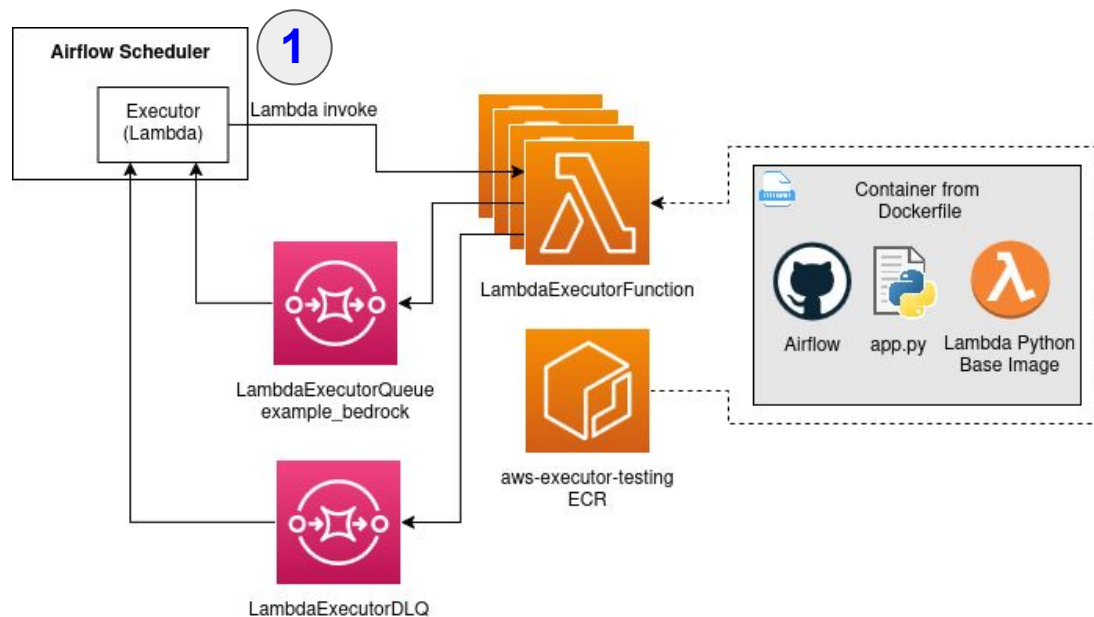 Airflow Scheduler
1
Executor
(Lambda)
Lambda invoke
LambdaExecutorFunction
Container from
Dockerfile
Airflow
app.py
Lambda Python
Base Image
LambdaExecutorQueue
example_bedrock
aws-executor-testing
ECR
LambdaExecutorDLQ